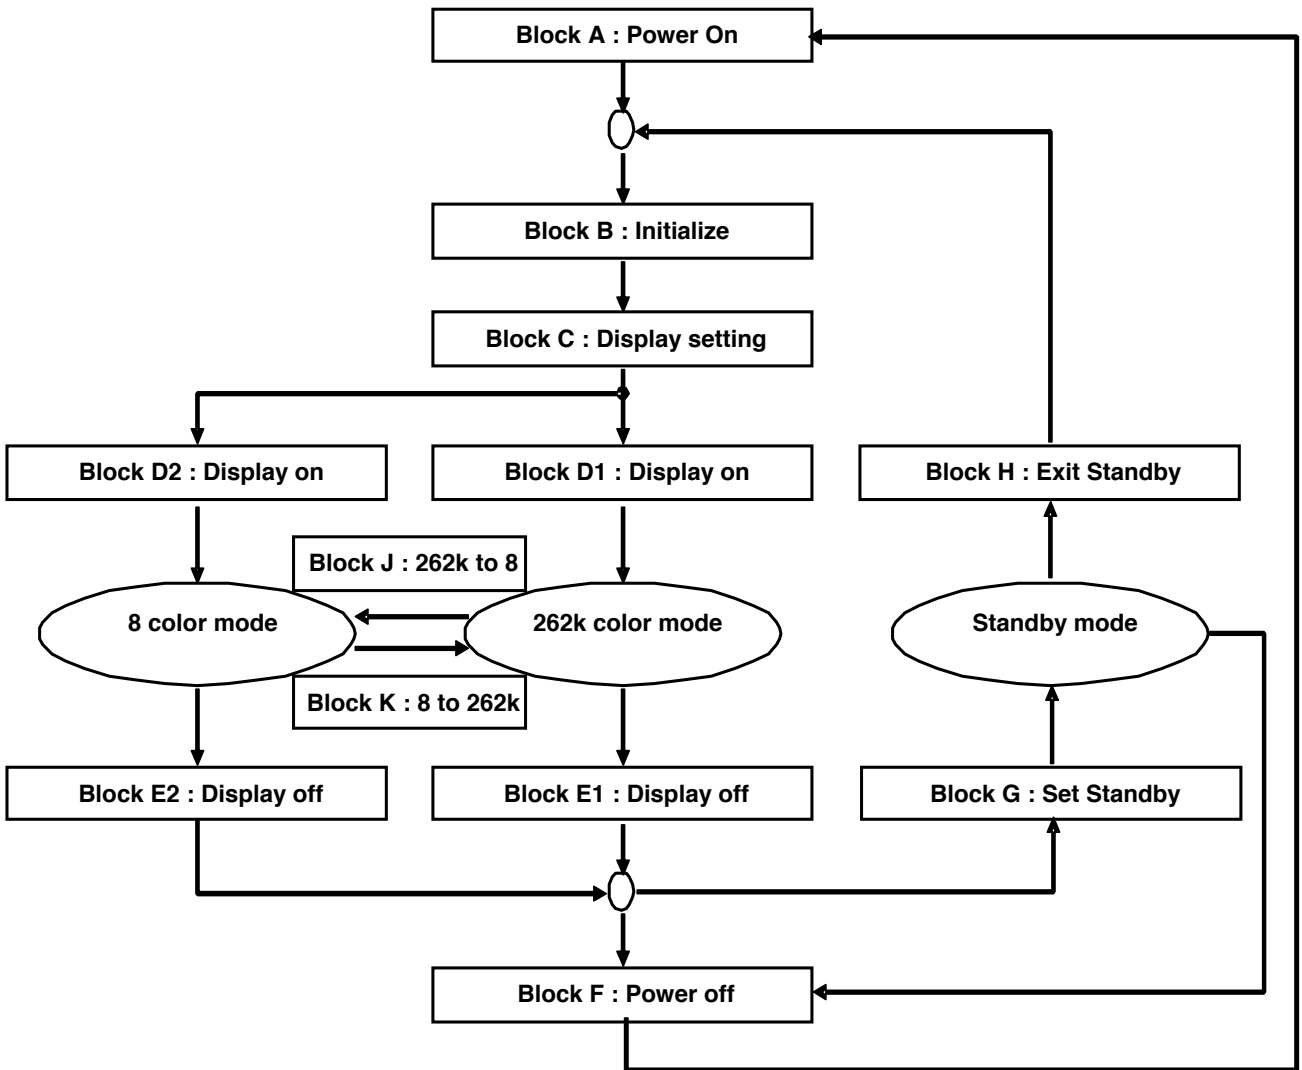 Block A : Power On
Block B : Initialize
Block C : Display setting
Block D2 : Display on
Block D1 : Display on
Block H : Exit Standby
Block J : 262k to 8
8 color mode
262k color mode
Standby mode
Block K : 8 to 262k
Block E2 : Display off
Block E1 : Display off
Block G : Set Standby
Block F : Power off